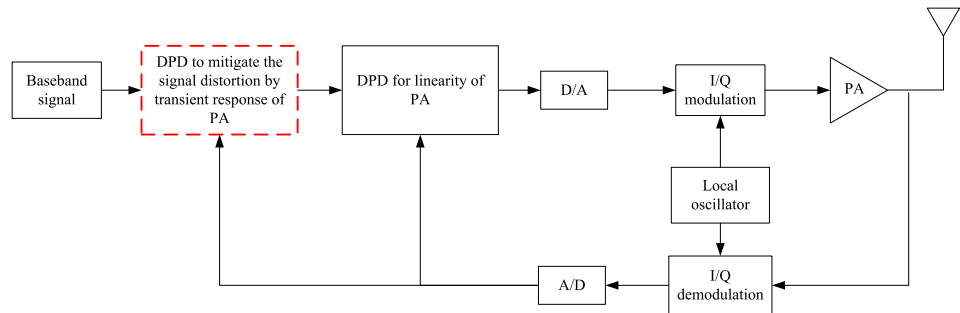 Baseband
signal
DPD to mitigate the
signal distortion by
transient response of
PA
DPD for linearity of
PA
D/A
I/Q
modulation
PA
Local
oscillator
A/D
I/Q
demodulation